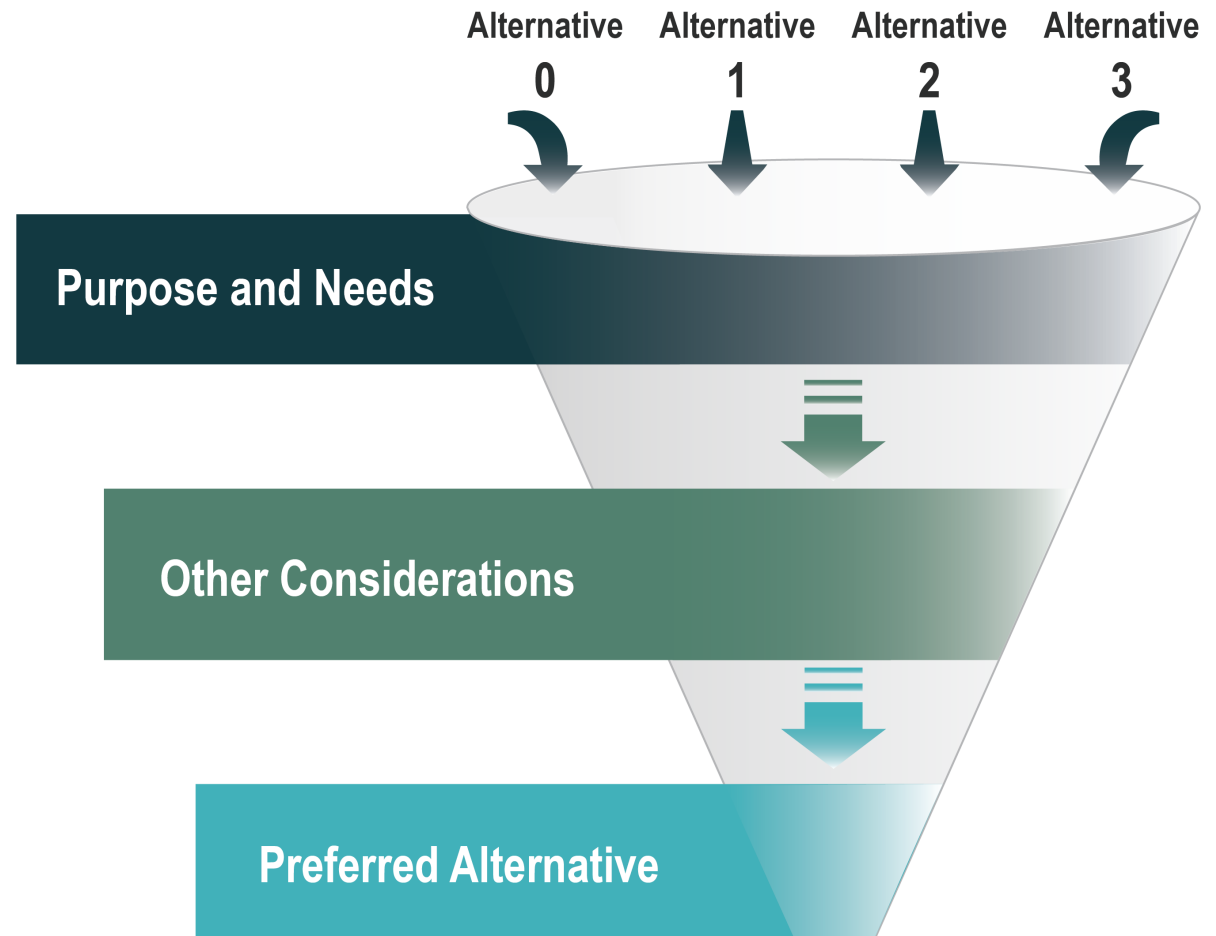 Alternative Alternative Alternative Alternative
0 1 2 3
Purpose and Needs
Other Considerations
Preferred Alternative